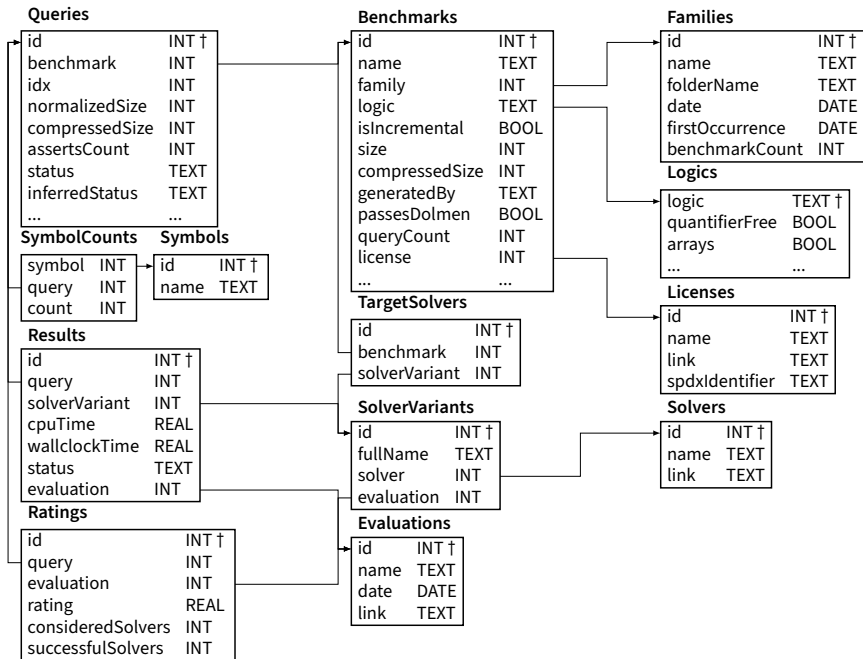 Queries
id INT †
benchmark INT
idx INT
normalizedSize INT
compressedSize INT
assertsCount INT
status TEXT
inferredStatus TEXT
... ...
SymbolCounts
symbol INT
query INT
count INT
Symbols
id INT †
name TEXT
Results
id INT †
query INT
solverVariant INT
cpuTime REAL
wallclockTime REAL
status TEXT
evaluation INT
Ratings
id INT †
query INT
evaluation INT
rating REAL
consideredSolvers INT
successfulSolvers INT
Benchmarks
id INT †
name TEXT
family INT
logic TEXT
isIncremental BOOL
size INT
compressedSize INT
generatedBy TEXT
passesDolmen BOOL
queryCount INT
license INT
... ...
TargetSolvers
id INT †
benchmark INT
solverVariant INT
SolverVariants
id INT †
fullName TEXT
solver INT
evaluation INT
Evaluations
id INT †
name TEXT
date DATE
link TEXT
Families
id INT †
name TEXT
folderName TEXT
date DATE
firstOccurrence DATE
benchmarkCount INT
Logics
logic TEXT †
quantifierFree BOOL
arrays BOOL
... ...
Licenses
id INT †
name TEXT
link TEXT
spdxIdentifier TEXT
Solvers
id INT †
name TEXT
link TEXT